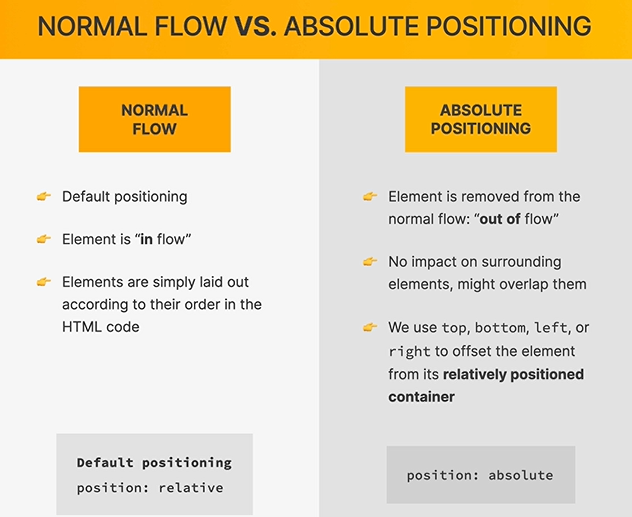 NORMAL FLOW VS. ABSOLUTE POSITIONING
NORMAL
FLOW
Default positioning
Element is “in flow”
Elements are simply laid out
according to their order in the
HTML code
Default positioning
position: relative
ABSOLUTE
POSITIONING
Element is removed from the
normal flow: “out of flow”
No impact on surrounding
elements, might overlap them
We use top, bottom, left, or
right to offset the element
from its relatively positioned
container
position: absolute